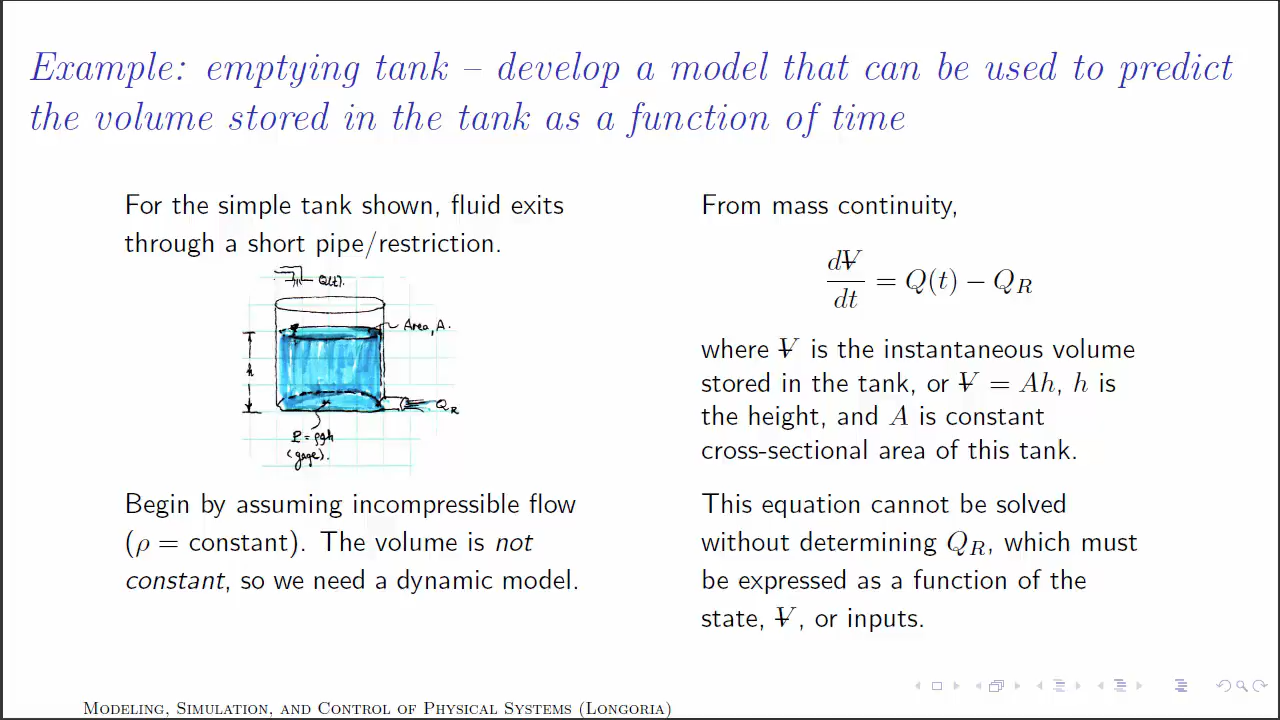 Example: emptying tank – develop a model that can be used to predict
the volume stored in the tank as a function of time
For the simple tank shown, fluid exits
through a short pipe/restriction.
Q(t).
Area, A.
h
Q_R
P = ρgh
(gage).
Begin by assuming incompressible flow
(ρ = constant). The volume is not
constant, so we need a dynamic model.
From mass continuity,
dV̶/dt = Q(t) − Q_R
where V̶ is the instantaneous volume
stored in the tank, or V̶ = Ah, h is
the height, and A is constant
cross-sectional area of this tank.
This equation cannot be solved
without determining Q_R, which must
be expressed as a function of the
state, V̶, or inputs.
Modeling, Simulation, and Control of Physical Systems (Longoria)